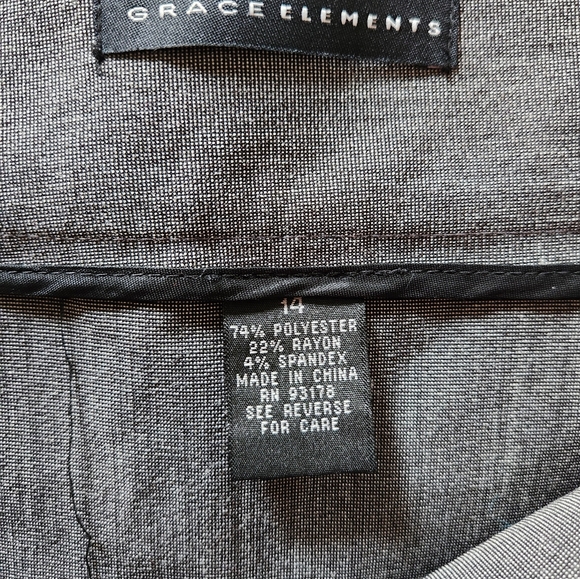 GRACE ELEMENTS
14
74% POLYESTER
22% RAYON
4% SPANDEX
MADE IN CHINA
RN 93178
SEE REVERSE
FOR CARE